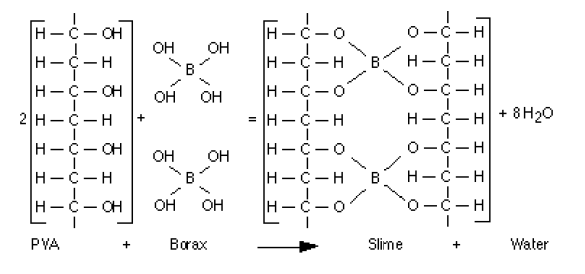 H – C – OH H – C – O O – C – H
OH OH
H – C – H B H – C – H B H – C – H
H – C – OH OH OH H – C – O O – C – H
2 H – C – H + = H – C – H H – C – H + 8H₂O
H – C – OH OH OH H – C – O O – C – H
H – C – H B H – C – H B H – C – H
H – C – OH OH OH H – C – O O – C – H
PVA + Borax ⟶ Slime + Water